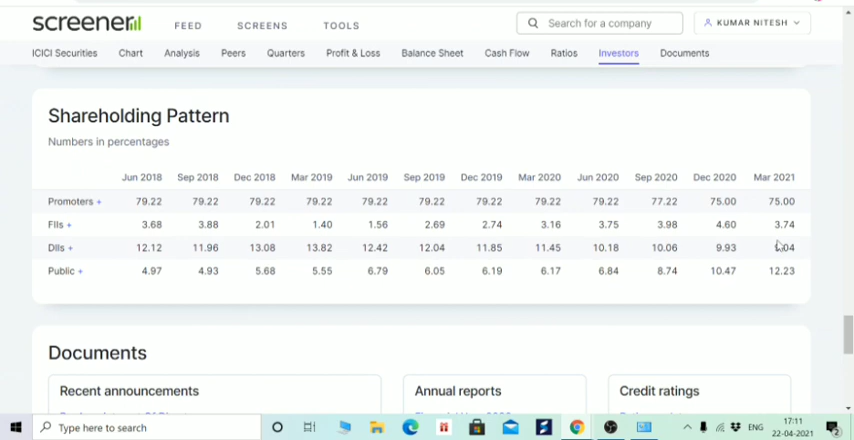 screener
FEED SCREENS TOOLS Search for a company KUMAR NITESH
ICICI Securities Chart Analysis Peers Quarters Profit & Loss Balance Sheet Cash Flow Ratios Investors Documents
Shareholding Pattern
Numbers in percentages
Jun 2018 Sep 2018 Dec 2018 Mar 2019 Jun 2019 Sep 2019 Dec 2019 Mar 2020 Jun 2020 Sep 2020 Dec 2020 Mar 2021
Promoters + 79.22 79.22 79.22 79.22 79.22 79.22 79.22 79.22 79.22 77.22 75.00 75.00
FIIs + 3.68 3.88 2.01 1.40 1.56 2.69 2.74 3.16 3.75 3.98 4.60 3.74
DIIs + 12.12 11.96 13.08 13.82 12.42 12.04 11.85 11.45 10.18 10.06 9.93
Public + 4.97 4.93 5.68 5.55 6.79 6.05 6.19 6.17 6.84 8.74 10.47 12.23
Documents
Recent announcements Annual reports Credit ratings
Type here to search ENG 17:11
22-04-2021